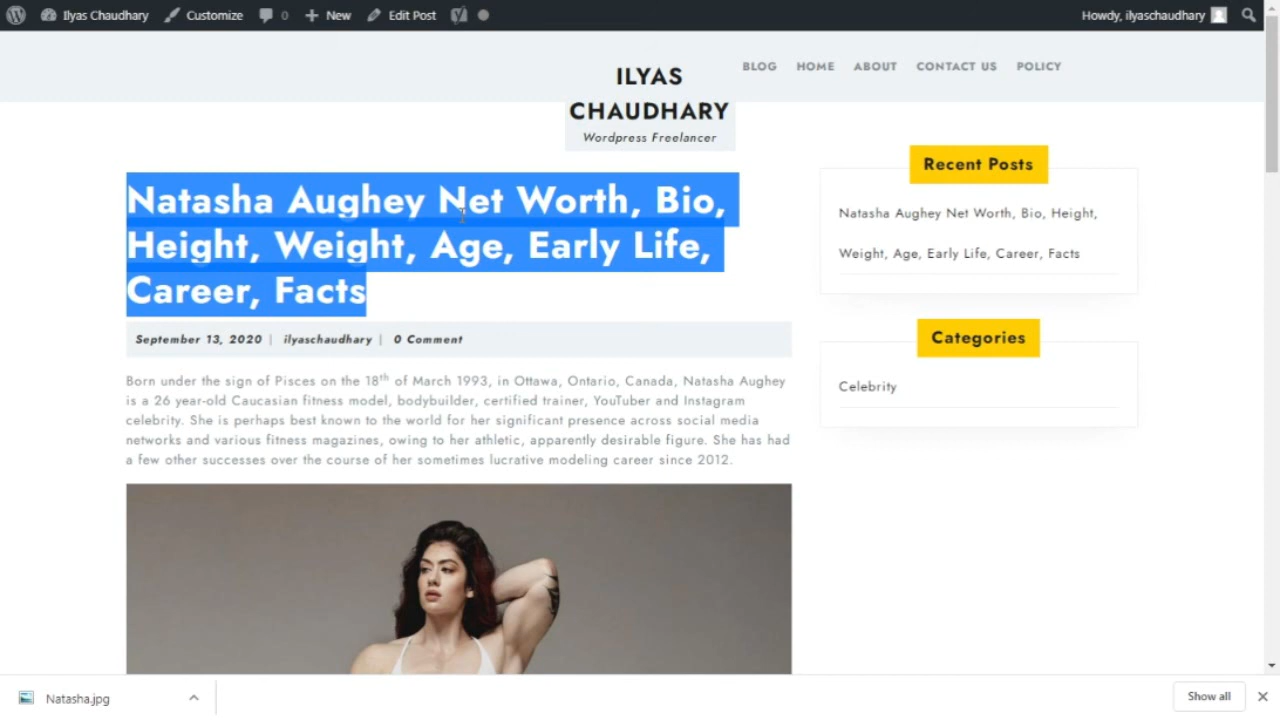 Ilyas Chaudhary Customize 0 New Edit Post Howdy, ilyaschaudhary
BLOG HOME ABOUT CONTACT US POLICY
ILYAS
CHAUDHARY
Wordpress Freelancer
Natasha Aughey Net Worth, Bio,
Height, Weight, Age, Early Life,
Career, Facts
September 13, 2020 | ilyaschaudhary | 0 Comment
Born under the sign of Pisces on the 18th of March 1993, in Ottawa, Ontario, Canada, Natasha Aughey
is a 26 year-old Caucasian fitness model, bodybuilder, certified trainer, YouTuber and Instagram
celebrity. She is perhaps best known to the world for her significant presence across social media
networks and various fitness magazines, owing to her athletic, apparently desirable figure. She has had
a few other successes over the course of her sometimes lucrative modeling career since 2012.
Recent Posts
Natasha Aughey Net Worth, Bio, Height,
Weight, Age, Early Life, Career, Facts
Categories
Celebrity
Natasha.jpg
Show all